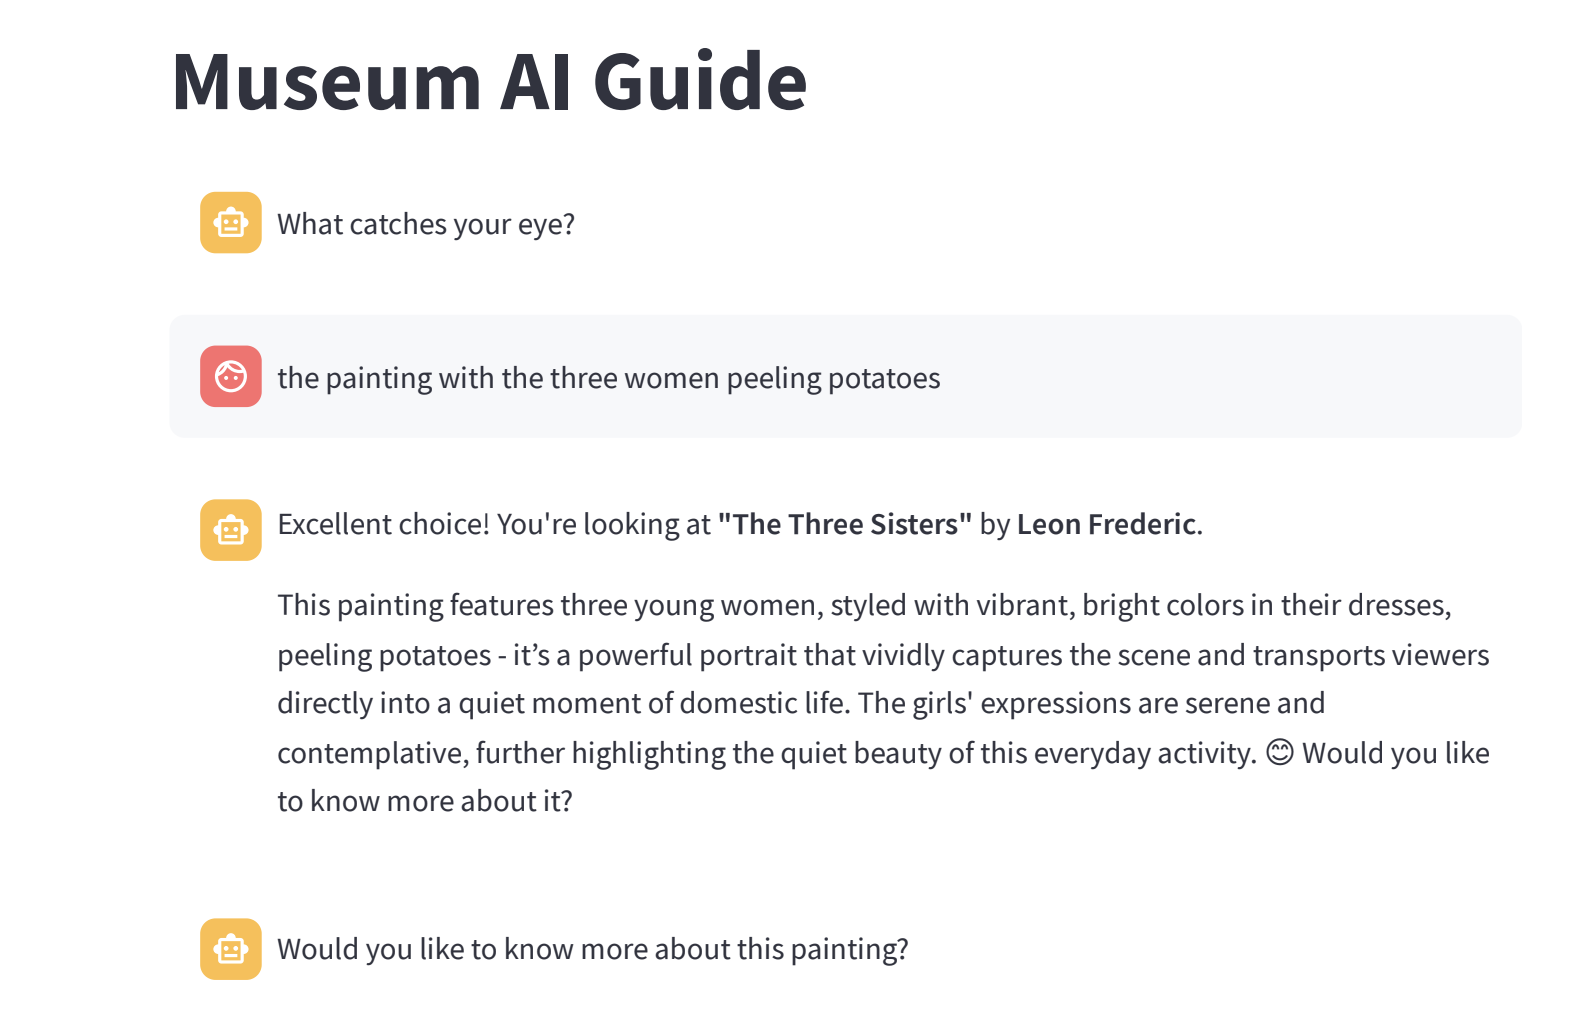 Museum AI Guide
What catches your eye?
the painting with the three women peeling potatoes
Excellent choice! You're looking at "The Three Sisters" by Leon Frederic.
This painting features three young women, styled with vibrant, bright colors in their dresses,
peeling potatoes - it’s a powerful portrait that vividly captures the scene and transports viewers
directly into a quiet moment of domestic life. The girls' expressions are serene and
contemplative, further highlighting the quiet beauty of this everyday activity. 😊 Would you like
to know more about it?
Would you like to know more about this painting?